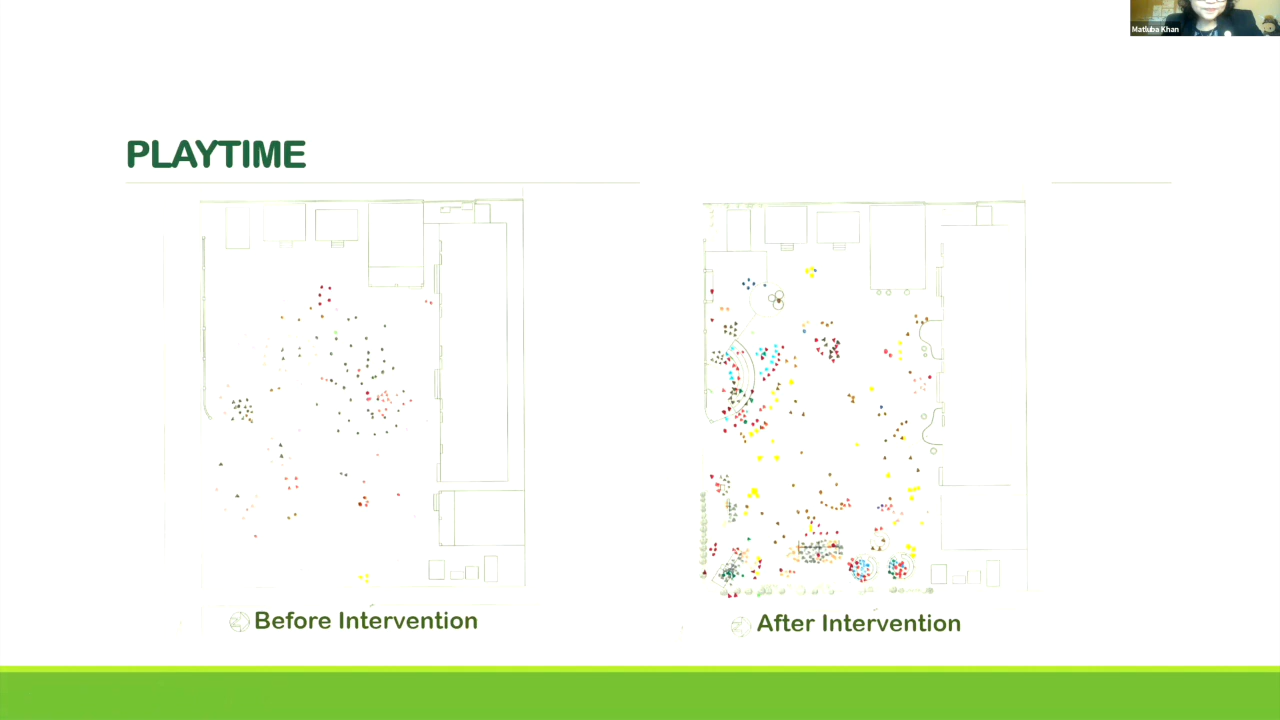 Matluba Khan
PLAYTIME
Before Intervention
After Intervention